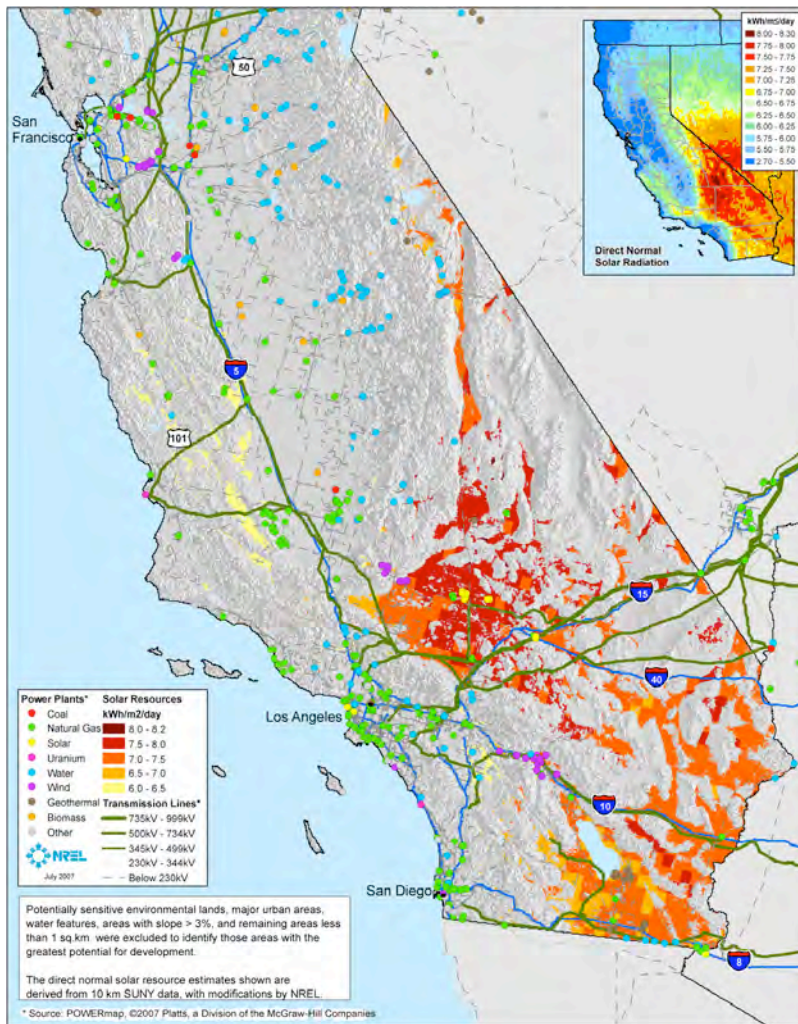 50
San
Francisco
5
101
15
40
Los Angeles
10
San Diego
8
kWh/m2/day
8.00 - 8.30
7.75 - 8.00
7.50 - 7.75
7.25 - 7.50
7.00 - 7.25
6.75 - 7.00
6.50 - 6.75
6.25 - 6.50
6.00 - 6.25
5.75 - 6.00
5.50 - 5.75
2.70 - 5.50
Direct Normal
Solar Radiation
Power Plants*
Coal
Natural Gas
Solar
Uranium
Water
Wind
Geothermal
Biomass
Other
Solar Resources
kWh/m2/day
8.0 - 8.2
7.5 - 8.0
7.0 - 7.5
6.5 - 7.0
6.0 - 6.5
Transmission Lines*
735kV - 999kV
500kV - 734kV
345kV - 499kV
230kV - 344kV
Below 230kV
NREL
July 2007
Potentially sensitive environmental lands, major urban areas,
water features, areas with slope > 3%, and remaining areas less
than 1 sq.km were excluded to identify those areas with the
greatest potential for development.
The direct normal solar resource estimates shown are
derived from 10 km SUNY data, with modifications by NREL.
* Source: POWERmap, ©2007 Platts, a Division of the McGraw-Hill Companies